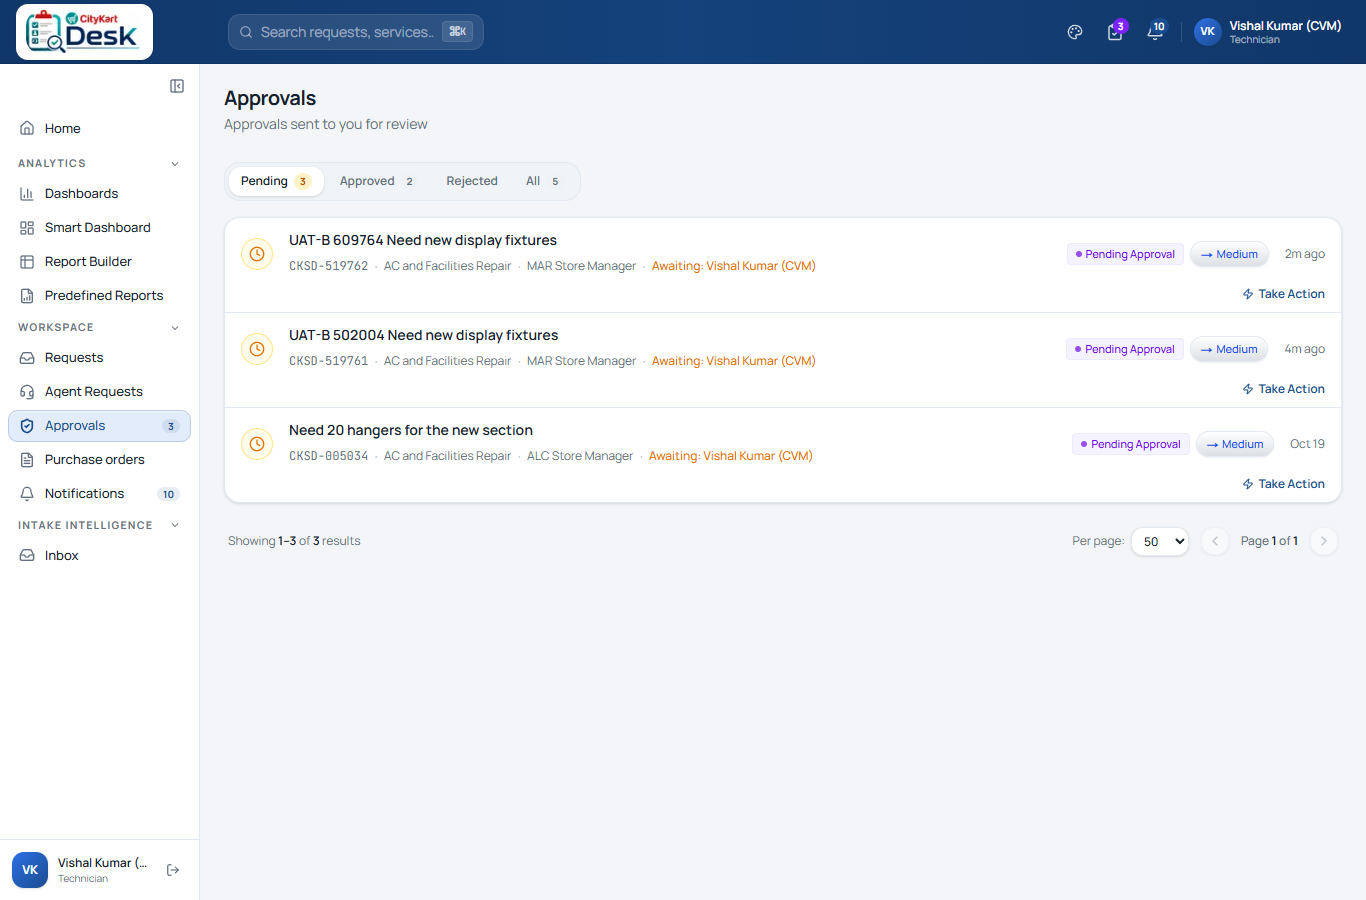 CityKart
Desk
Search requests, services.. ⌘K
3
10
VK
Vishal Kumar (CVM)
Technician
Home
ANALYTICS
Dashboards
Smart Dashboard
Report Builder
Predefined Reports
WORKSPACE
Requests
Agent Requests
Approvals 3
Purchase orders
Notifications 10
INTAKE INTELLIGENCE
Inbox
VK
Vishal Kumar (...
Technician
Approvals
Approvals sent to you for review
Pending 3 Approved 2 Rejected All 5
UAT-B 609764 Need new display fixtures
CKSD-519762 · AC and Facilities Repair · MAR Store Manager · Awaiting: Vishal Kumar (CVM)
Pending Approval → Medium 2m ago
Take Action
UAT-B 502004 Need new display fixtures
CKSD-519761 · AC and Facilities Repair · MAR Store Manager · Awaiting: Vishal Kumar (CVM)
Pending Approval → Medium 4m ago
Take Action
Need 20 hangers for the new section
CKSD-005034 · AC and Facilities Repair · ALC Store Manager · Awaiting: Vishal Kumar (CVM)
Pending Approval → Medium Oct 19
Take Action
Showing 1–3 of 3 results
Per page: 50 Page 1 of 1